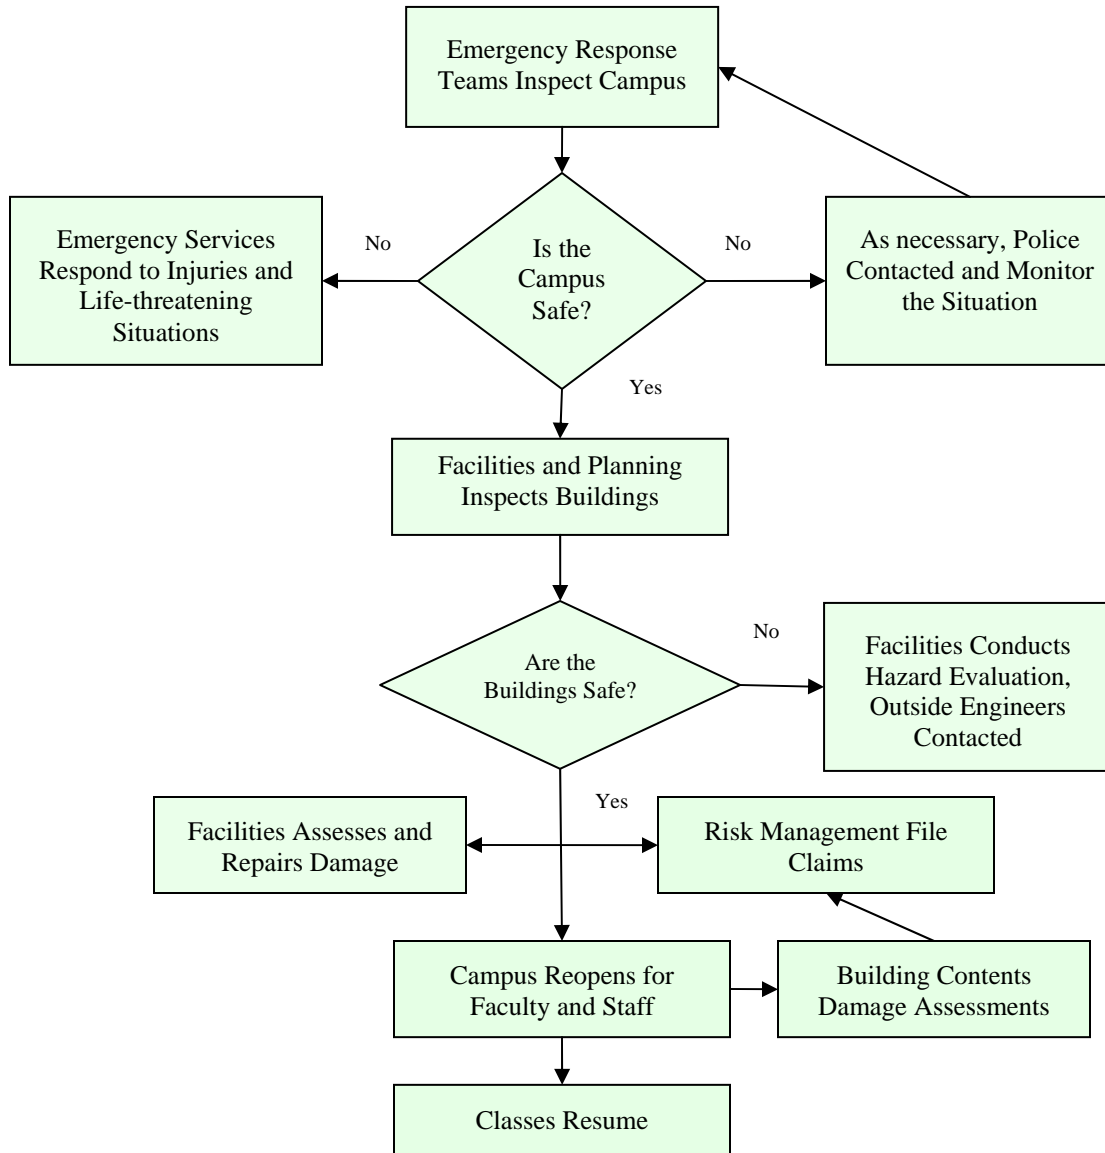 Emergency Response
Teams Inspect Campus
Emergency Services
Respond to Injuries and
Life-threatening
Situations
No
Is the
Campus
Safe?
No
As necessary, Police
Contacted and Monitor
the Situation
Yes
Facilities and Planning
Inspects Buildings
Are the
Buildings Safe?
No
Facilities Conducts
Hazard Evaluation,
Outside Engineers
Contacted
Yes
Facilities Assesses and
Repairs Damage
Risk Management File
Claims
Campus Reopens for
Faculty and Staff
Building Contents
Damage Assessments
Classes Resume